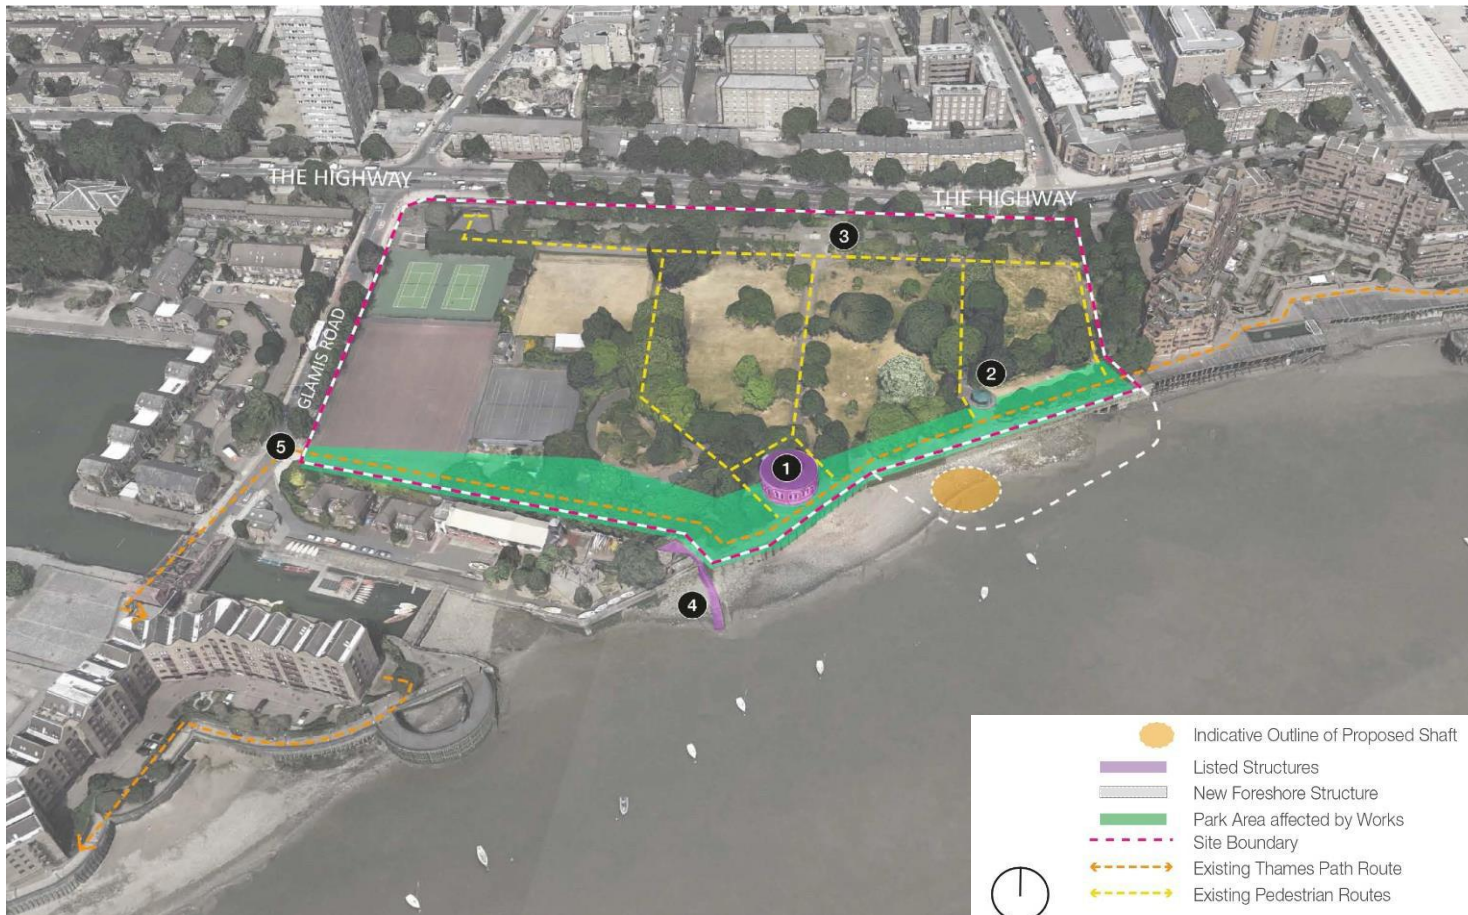 THE HIGHWAY
THE HIGHWAY
3
GLAMIS ROAD
2
5
1
4
Indicative Outline of Proposed Shaft
Listed Structures
New Foreshore Structure
Park Area affected by Works
Site Boundary
Existing Thames Path Route
Existing Pedestrian Routes